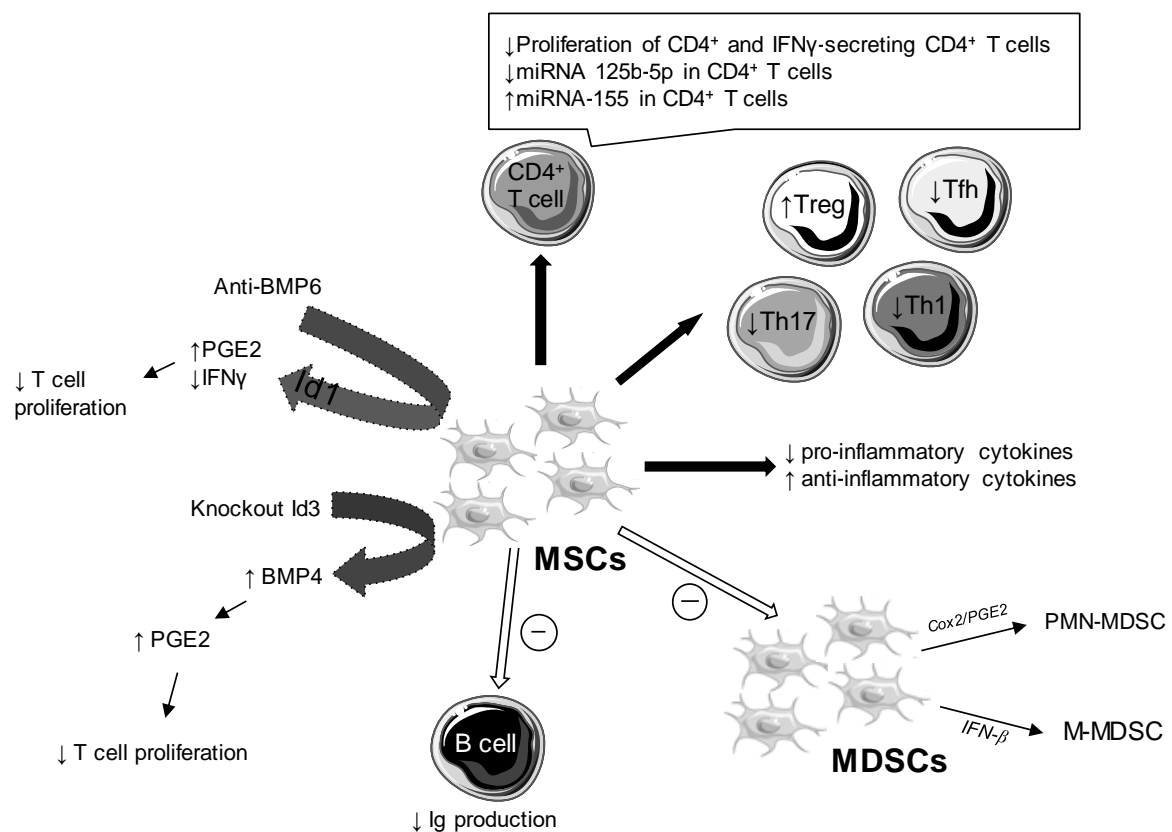 ↓Proliferation of CD4⁺ and IFNγ-secreting CD4⁺ T cells
↓miRNA 125b-5p in CD4⁺ T cells
↑miRNA-155 in CD4⁺ T cells
CD4⁺
T cell
↑Treg
↓Tfh
↓Th17
↓Th1
Anti-BMP6
↑PGE2
↓IFNγ
Id1
↓ T cell
proliferation
↓ pro-inflammatory cytokines
↑ anti-inflammatory cytokines
Knockout Id3
↑ BMP4
↑ PGE2
↓ T cell proliferation
MSCs
−
−
B cell
↓ Ig production
Cox2/PGE2
PMN-MDSC
IFN-β
M-MDSC
MDSCs